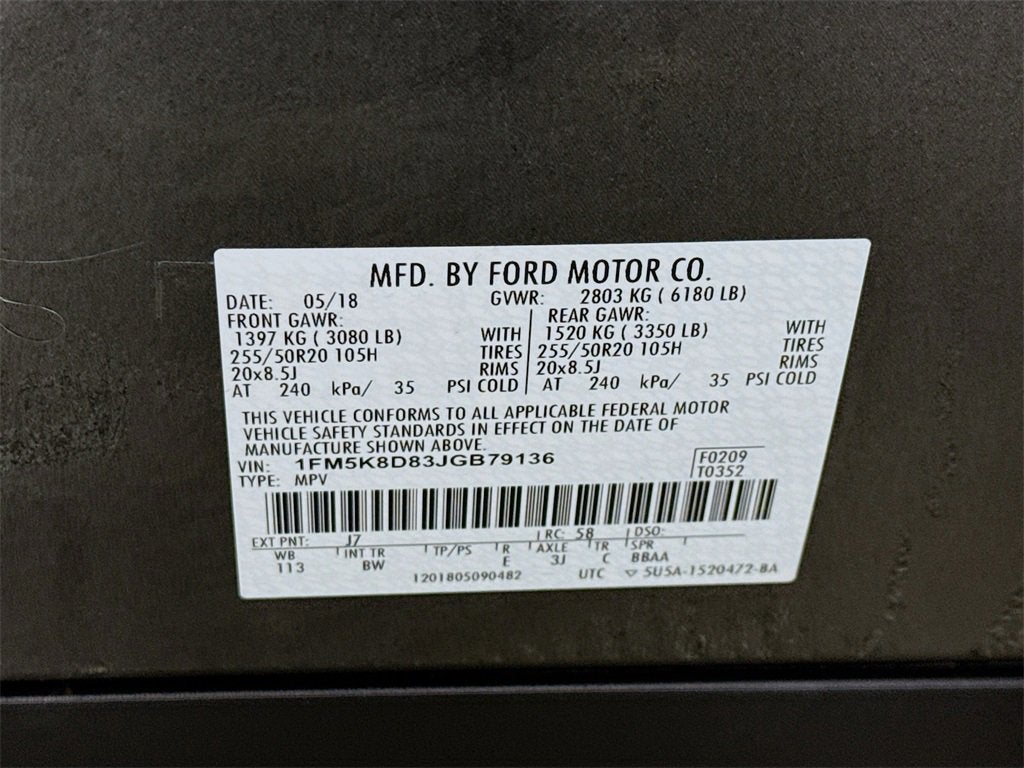 MFD. BY FORD MOTOR CO.
DATE: 05/18 GVWR: 2803 KG ( 6180 LB)
FRONT GAWR: REAR GAWR:
1397 KG ( 3080 LB) WITH 1520 KG ( 3350 LB) WITH
255/50R20 105H TIRES 255/50R20 105H TIRES
20x8.5J RIMS 20x8.5J RIMS
AT 240 kPa/ 35 PSI COLD AT 240 kPa/ 35 PSI COLD
THIS VEHICLE CONFORMS TO ALL APPLICABLE FEDERAL MOTOR
VEHICLE SAFETY STANDARDS IN EFFECT ON THE DATE OF
MANUFACTURE SHOWN ABOVE.
VIN: 1FM5K8D83JGB79136 F0209
TYPE: MPV T0352
EXT PNT: J7 RC: 58 DSO:
WB INT TR TP/PS R AXLE TR SPR
113 BW E 3J C BBAA
1201805090482 UTC ▽ 5U5A-1520472-BA